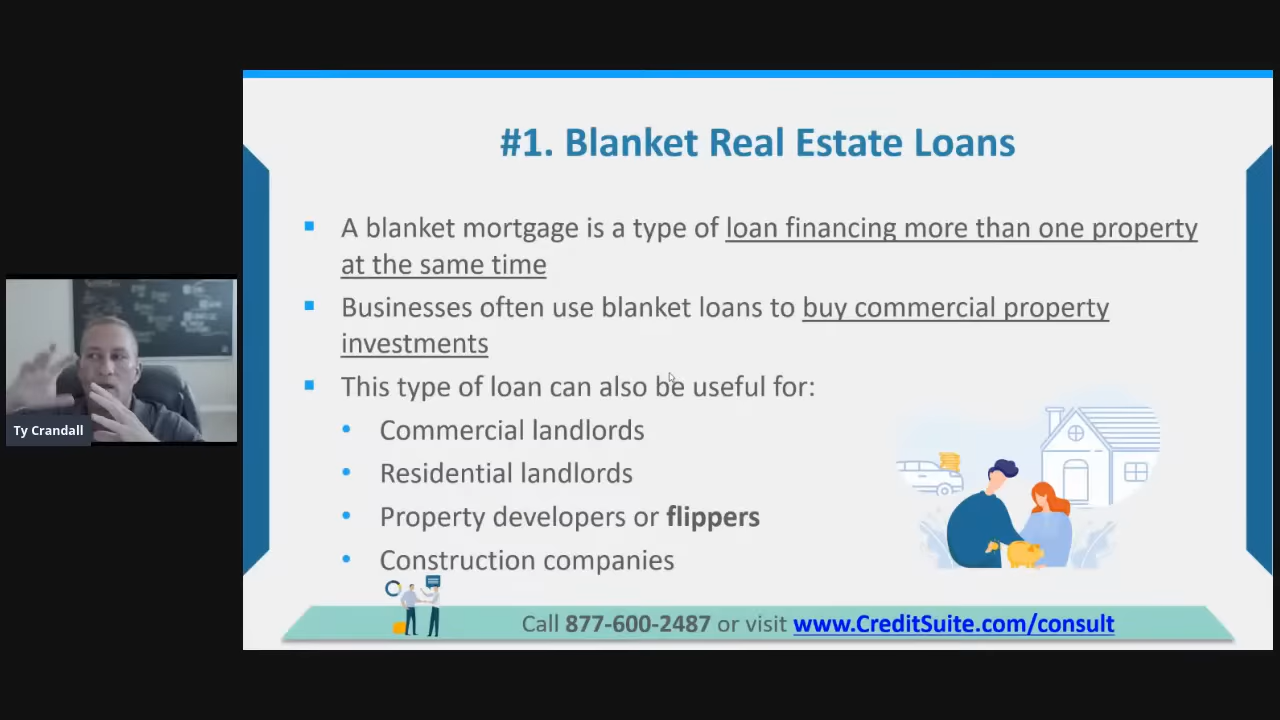 #1. Blanket Real Estate Loans
A blanket mortgage is a type of loan financing more than one property
at the same time
Businesses often use blanket loans to buy commercial property
investments
This type of loan can also be useful for:
Commercial landlords
Residential landlords
Property developers or flippers
Construction companies
Ty Crandall
Call 877-600-2487 or visit www.CreditSuite.com/consult